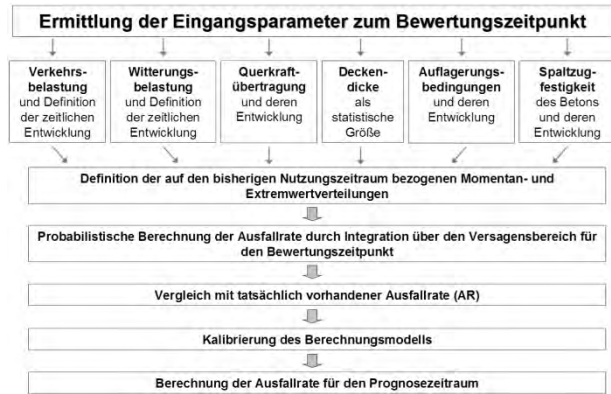 Ermittlung der Eingangsparameter zum Bewertungszeitpunkt
Verkehrs-
belastung
und Definition
der zeitlichen
Entwicklung
Witterungs-
belastung
und Definition
der zeitlichen
Entwicklung
Querkraft-
übertragung
und deren
Entwicklung
Decken-
dicke
als
statistische
Größe
Auflagerungs-
bedingungen
und deren
Entwicklung
Spaltzug-
festigkeit
des Betons
und deren
Entwicklung
Definition der auf den bisherigen Nutzungszeitraum bezogenen Momentan- und
Extremwertverteilungen
Probabilistische Berechnung der Ausfallrate durch Integration über den Versagensbereich für
den Bewertungszeitpunkt
Vergleich mit tatsächlich vorhandener Ausfallrate (AR)
Kalibrierung des Berechnungsmodells
Berechnung der Ausfallrate für den Prognosezeitraum